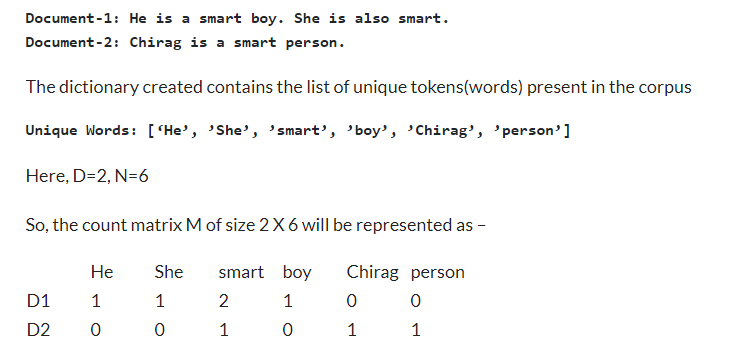 Document-1: He is a smart boy. She is also smart.
Document-2: Chirag is a smart person.
The dictionary created contains the list of unique tokens(words) present in the corpus
Unique Words: [‘He’, ’She’, ’smart’, ’boy’, ’Chirag’, ’person’]
Here, D=2, N=6
So, the count matrix M of size 2 X 6 will be represented as –
He She smart boy Chirag person
D1 1 1 2 1 0 0
D2 0 0 1 0 1 1